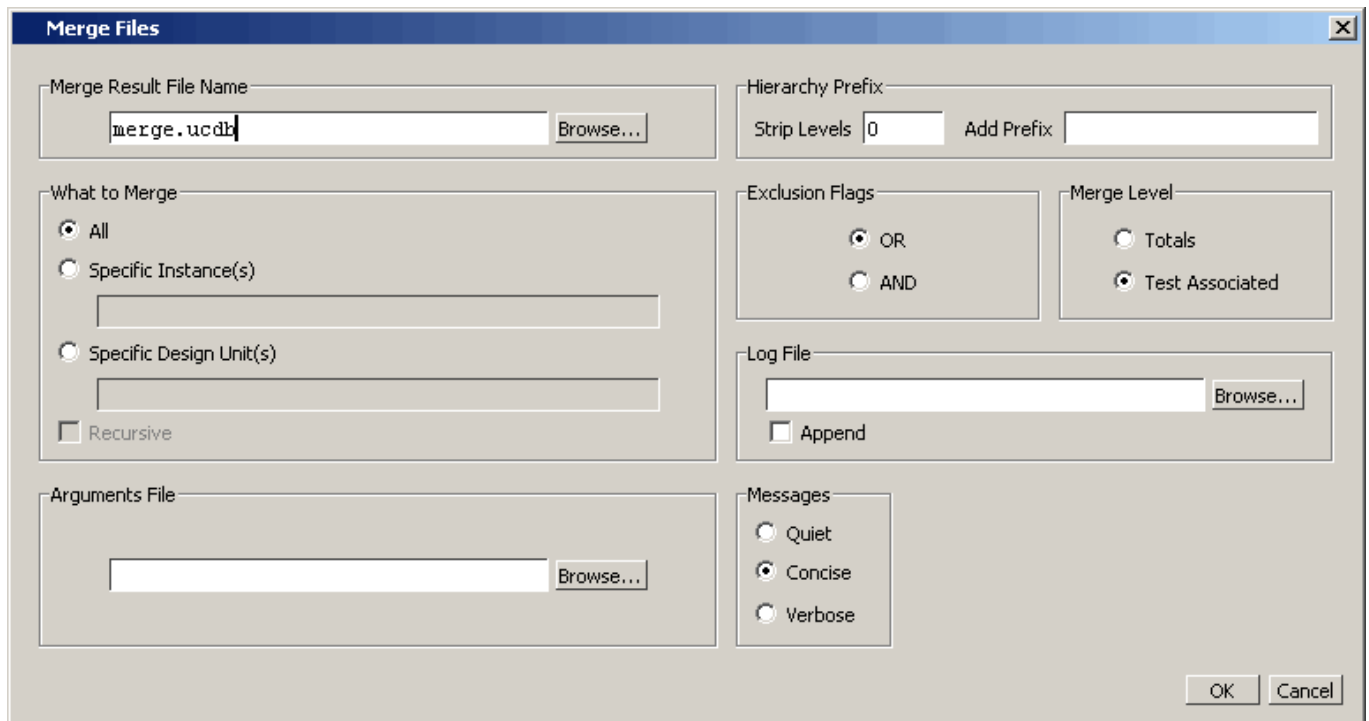 Merge Files
Merge Result File Name
merge.ucdb Browse...
Hierarchy Prefix
Strip Levels 0 Add Prefix
What to Merge
All
Specific Instance(s)
Specific Design Unit(s)
Recursive
Exclusion Flags
OR
AND
Merge Level
Totals
Test Associated
Log File
Browse...
Append
Arguments File
Browse...
Messages
Quiet
Concise
Verbose
OK Cancel